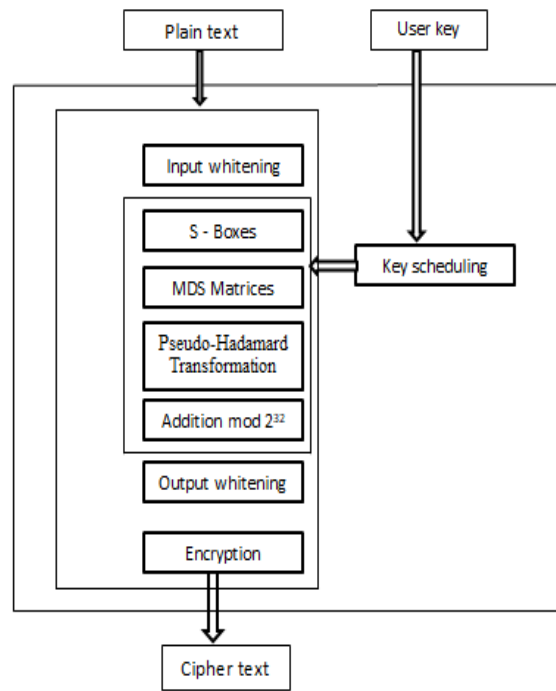 Plain text
User key
Input whitening
S - Boxes
Key scheduling
MDS Matrices
Pseudo-Hadamard
Transformation
Addition mod 2³²
Output whitening
Encryption
Cipher text